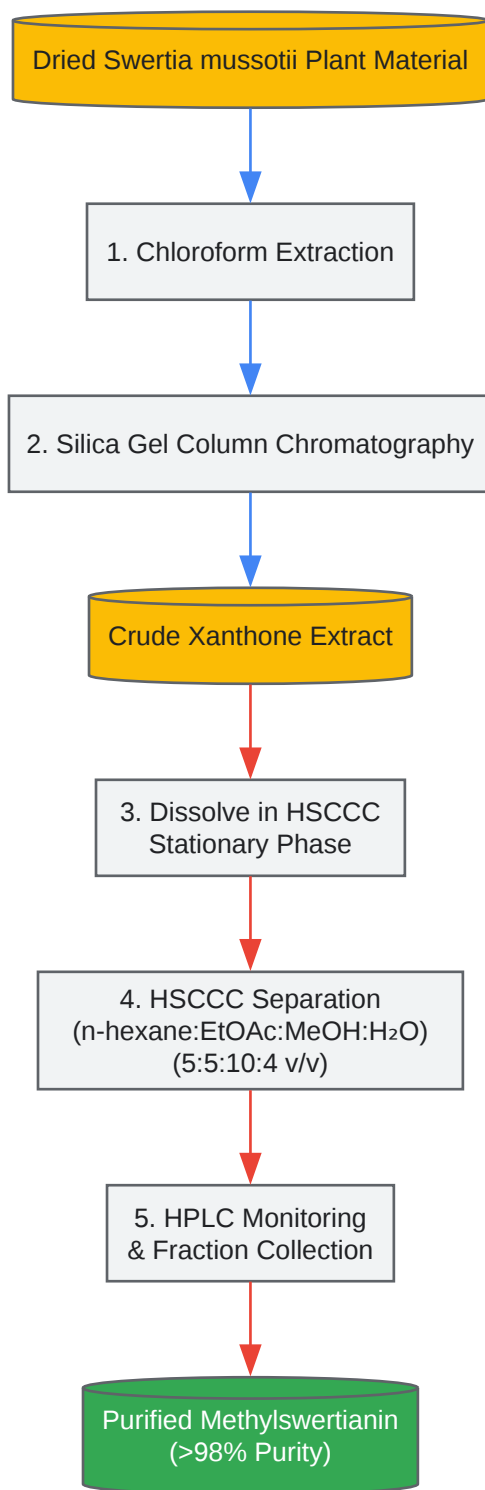 Dried Swertia mussotii Plant Material
1. Chloroform Extraction
2. Silica Gel Column Chromatography
Crude Xanthone Extract
3. Dissolve in HSCCC
Stationary Phase
4. HSCCC Separation
(n-hexane:EtOAc:MeOH:H₂O)
(5:5:10:4 v/v)
5. HPLC Monitoring
& Fraction Collection
Purified Methylswertianin
(>98% Purity)